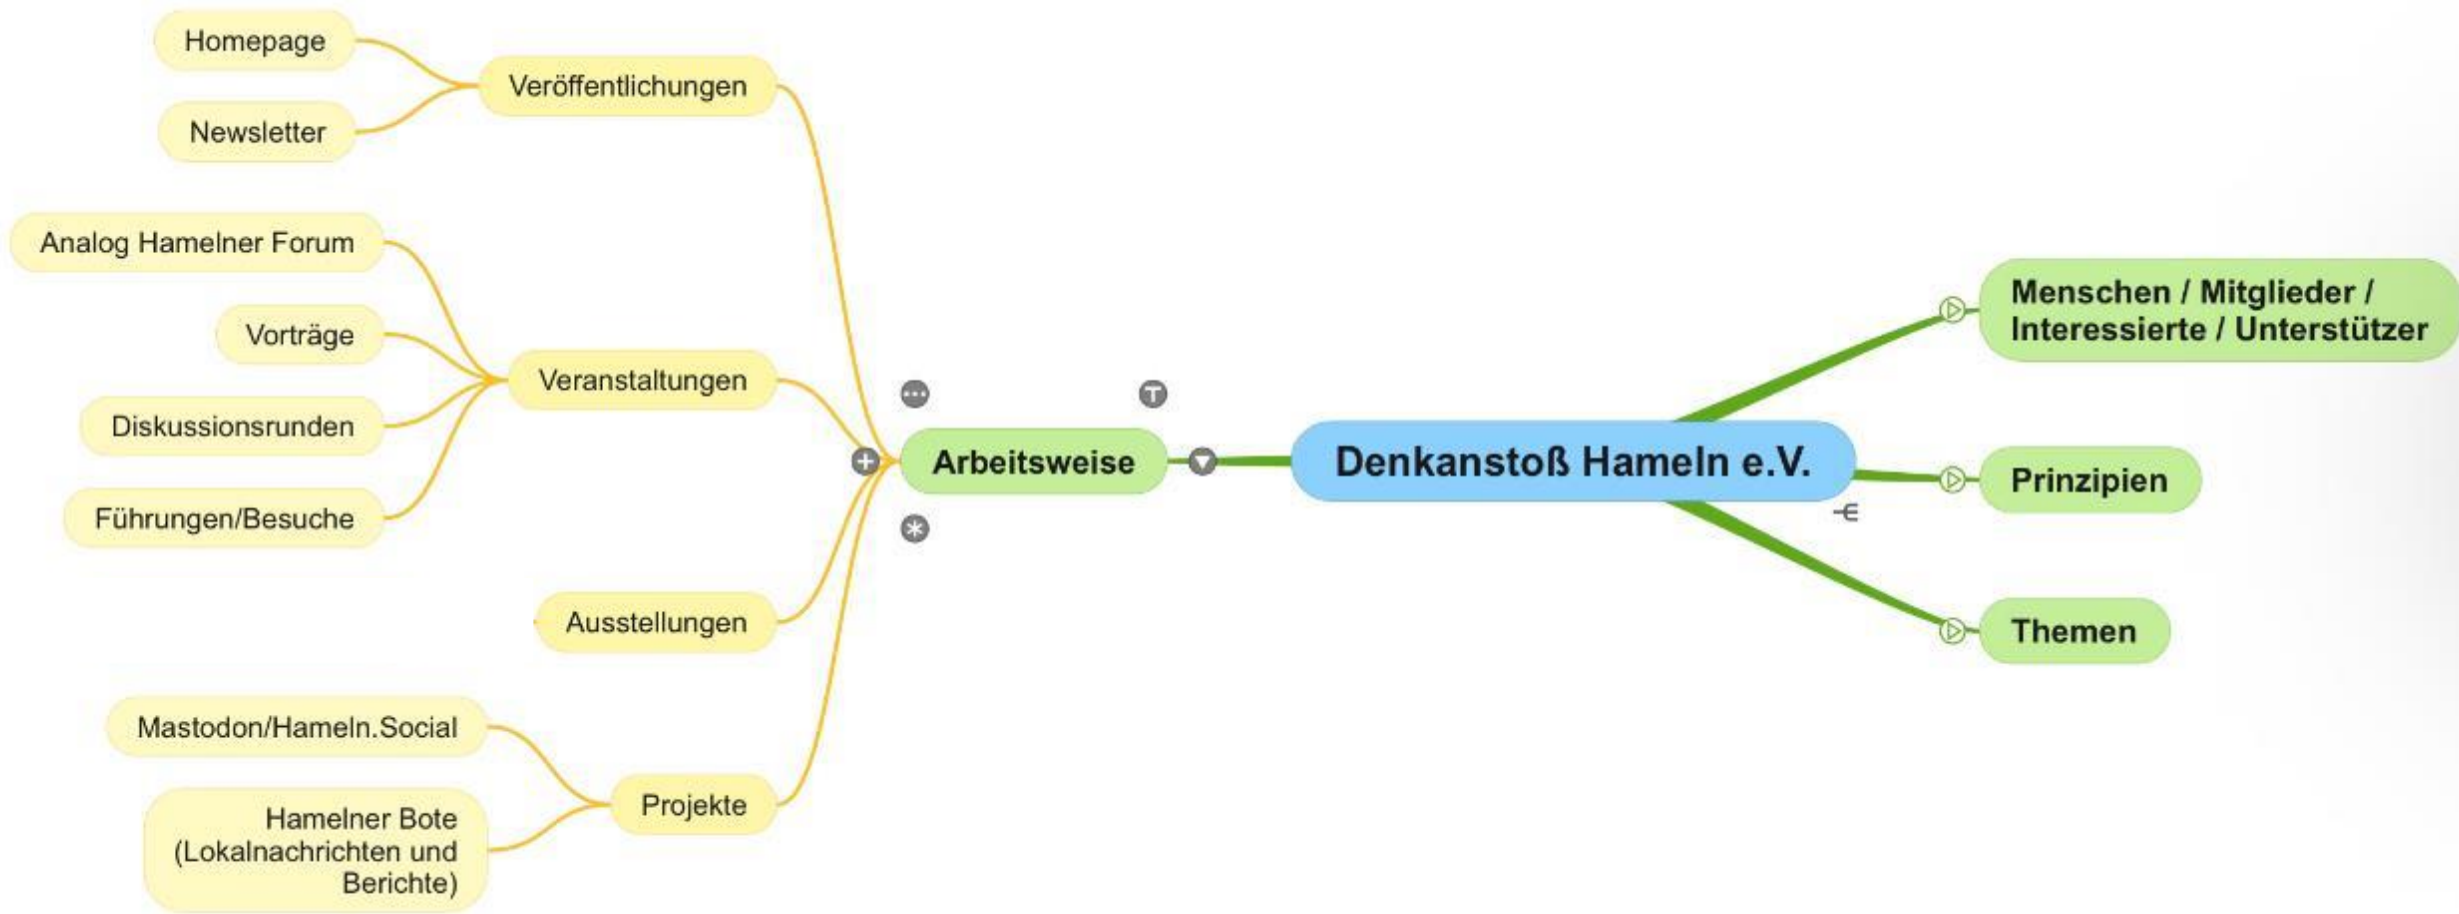 Homepage
Newsletter
Veröffentlichungen
Analog Hamelner Forum
Vorträge
Diskussionsrunden
Führungen/Besuche
Veranstaltungen
Ausstellungen
Mastodon/Hameln.Social
Hamelner Bote
(Lokalnachrichten und
Berichte)
Projekte
Arbeitsweise
Denkanstoß Hameln e.V.
Menschen / Mitglieder /
Interessierte / Unterstützer
Prinzipien
Themen